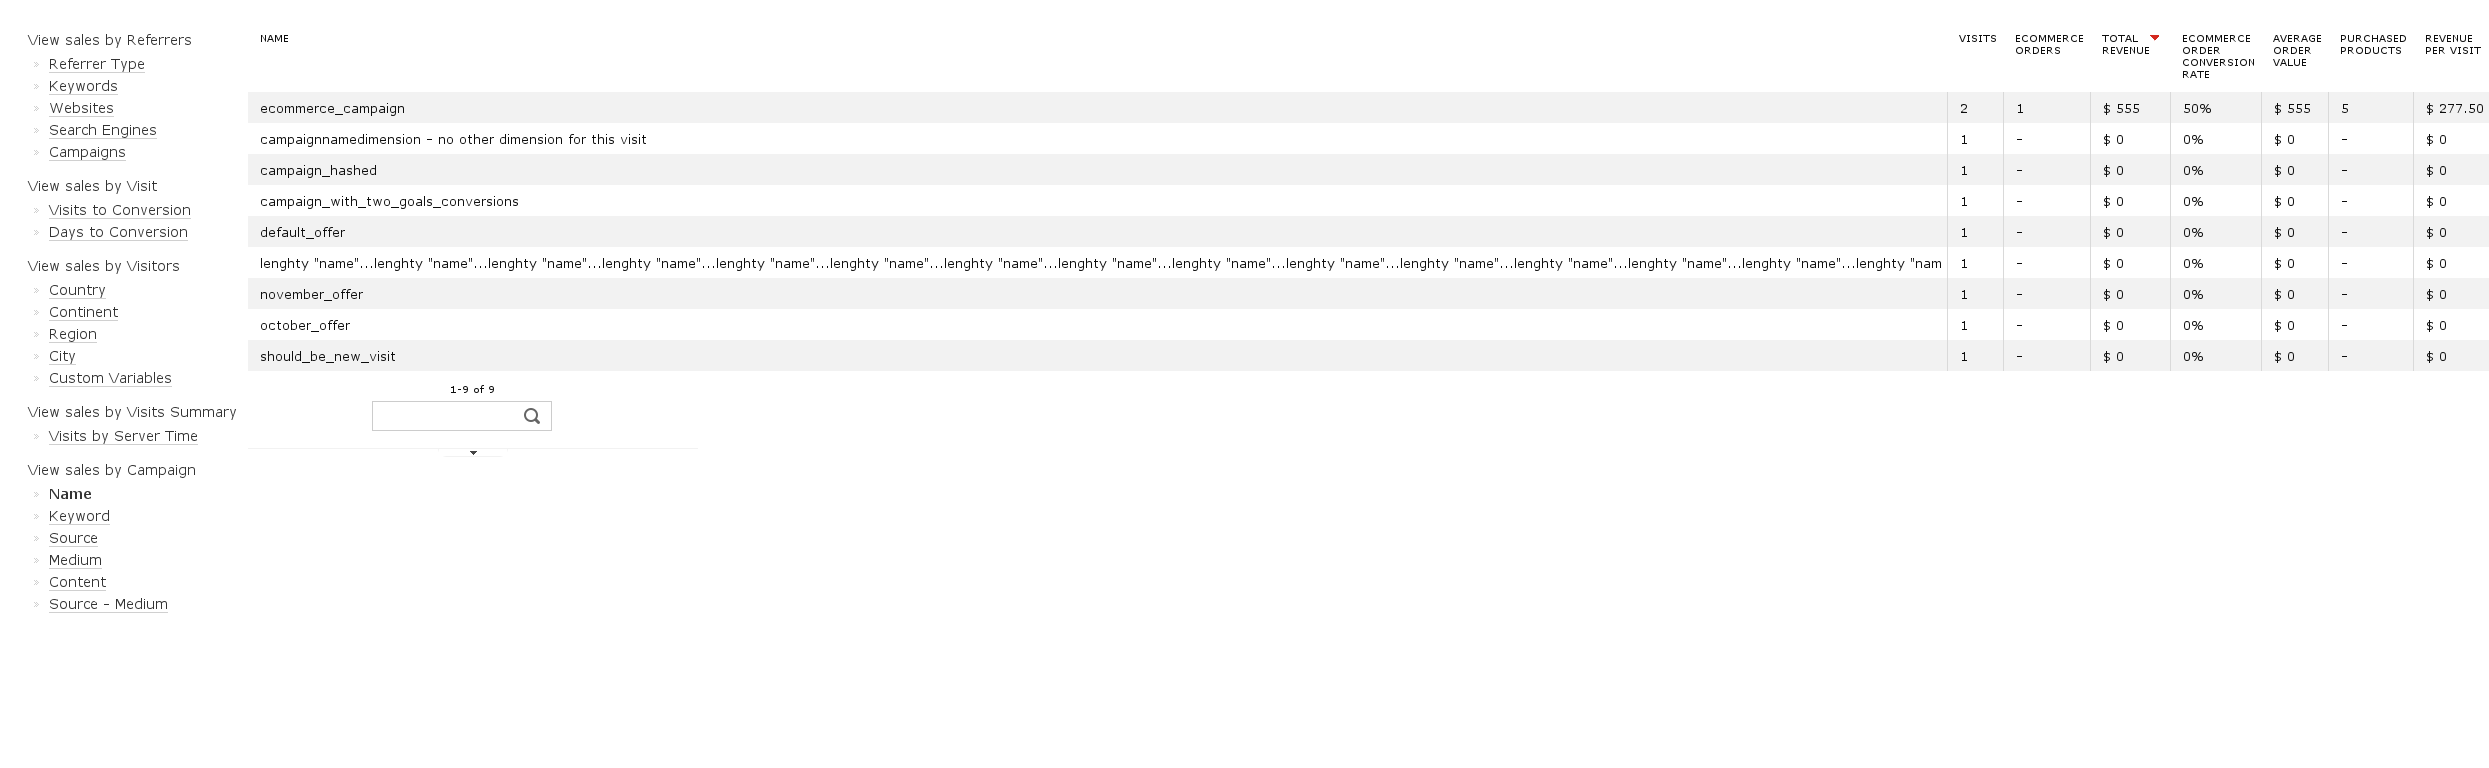 View sales by Referrers
» Referrer Type
» Keywords
» Websites
» Search Engines
» Campaigns
View sales by Visit
» Visits to Conversion
» Days to Conversion
View sales by Visitors
» Country
» Continent
» Region
» City
» Custom Variables
View sales by Visits Summary
» Visits by Server Time
View sales by Campaign
» Name
» Keyword
» Source
» Medium
» Content
» Source - Medium
NAME VISITS ECOMMERCE ORDERS TOTAL REVENUE ECOMMERCE ORDER CONVERSION RATE AVERAGE ORDER VALUE PURCHASED PRODUCTS REVENUE PER VISIT
ecommerce_campaign 2 1 $ 555 50% $ 555 5 $ 277.50
campaignnamedimension - no other dimension for this visit 1 - $ 0 0% $ 0 - $ 0
campaign_hashed 1 - $ 0 0% $ 0 - $ 0
campaign_with_two_goals_conversions 1 - $ 0 0% $ 0 - $ 0
default_offer 1 - $ 0 0% $ 0 - $ 0
lenghty "name"...lenghty "name"...lenghty "name"...lenghty "name"...lenghty "name"...lenghty "name"...lenghty "name"...lenghty "name"...lenghty "name"...lenghty "name"...lenghty "name"...lenghty "name"...lenghty "name"...lenghty "name"...lenghty "nam 1 - $ 0 0% $ 0 - $ 0
november_offer 1 - $ 0 0% $ 0 - $ 0
october_offer 1 - $ 0 0% $ 0 - $ 0
should_be_new_visit 1 - $ 0 0% $ 0 - $ 0
1-9 of 9